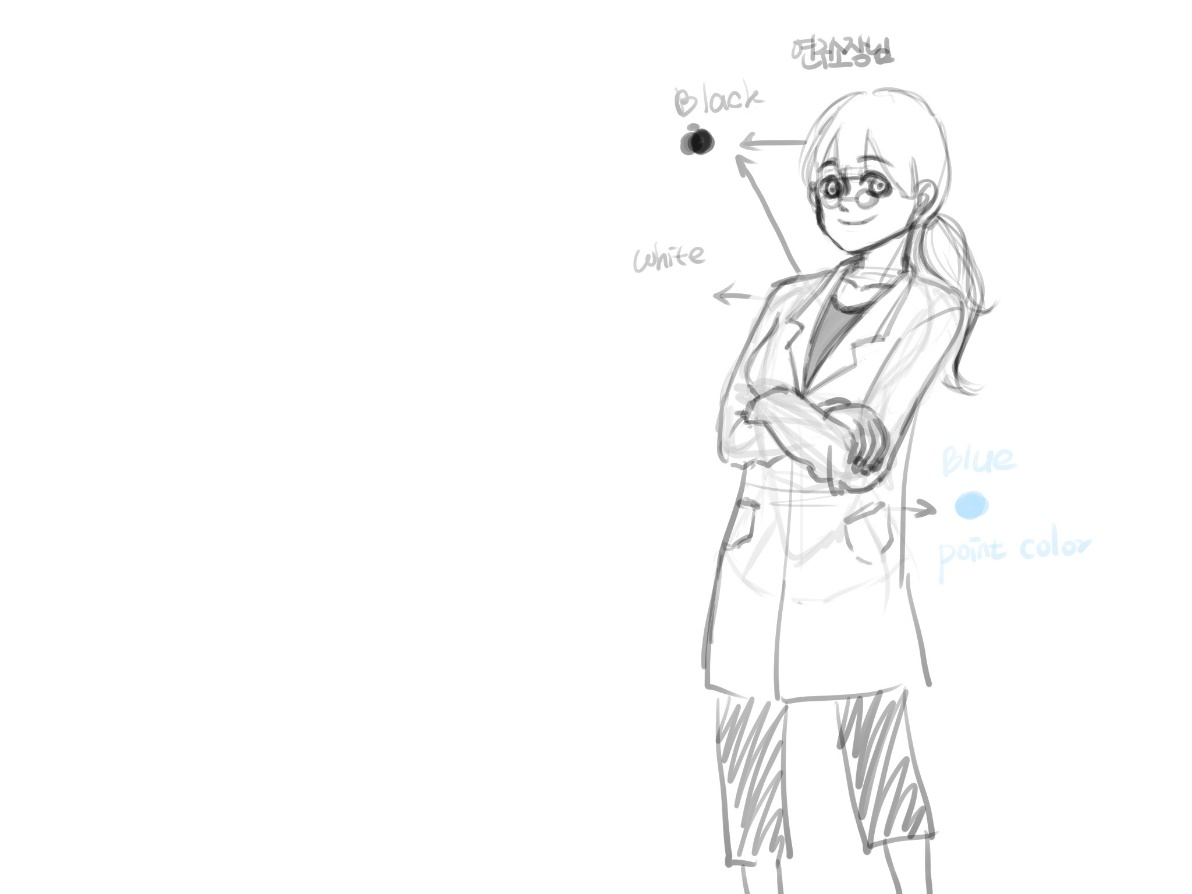 연구소장님
Black
white
Blue
point color